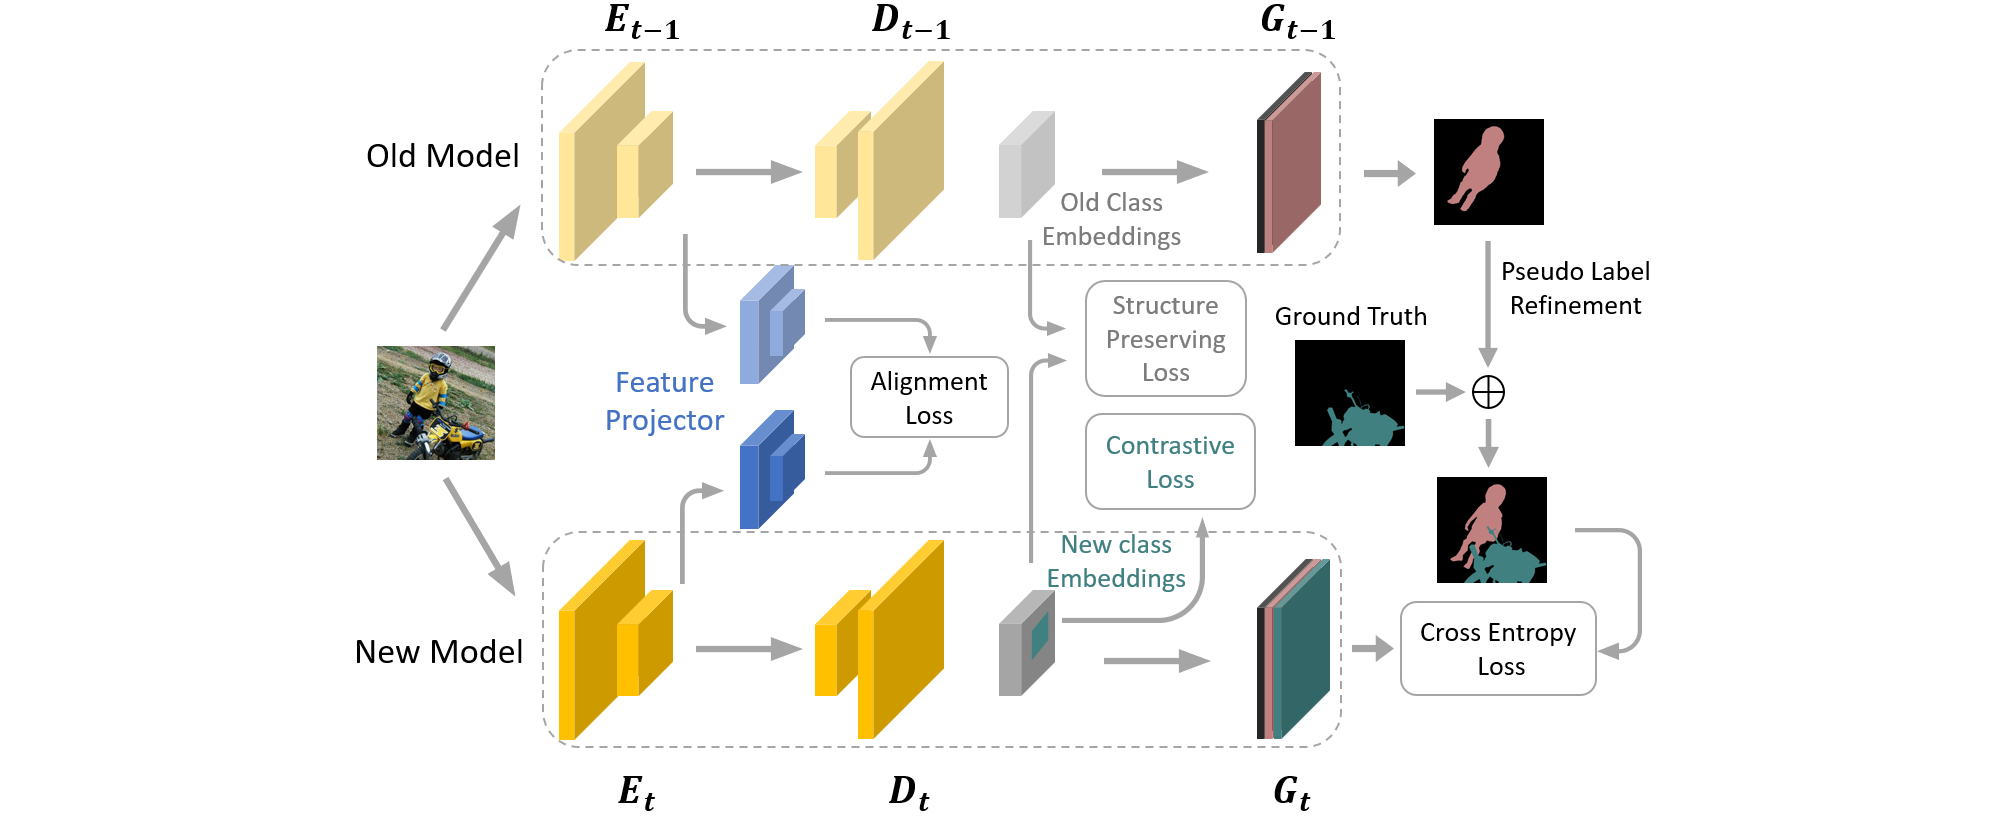 E_{t-1}
D_{t-1}
G_{t-1}
Old Model
Old Class
Embeddings
Pseudo Label
Refinement
Structure
Preserving
Loss
Ground Truth
Feature
Projector
Alignment
Loss
Contrastive
Loss
New class
Embeddings
New Model
Cross Entropy
Loss
E_t
D_t
G_t